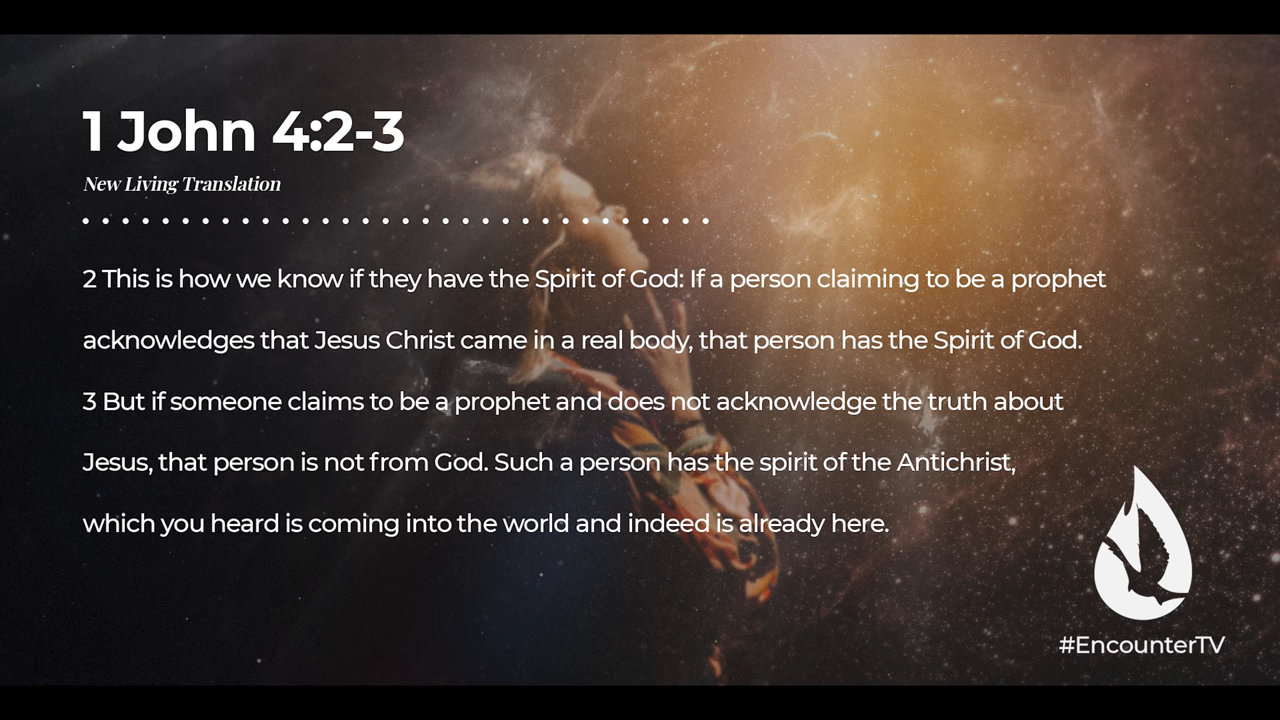 1 John 4:2-3
New Living Translation
2 This is how we know if they have the Spirit of God: If a person claiming to be a prophet
acknowledges that Jesus Christ came in a real body, that person has the Spirit of God.
3 But if someone claims to be a prophet and does not acknowledge the truth about
Jesus, that person is not from God. Such a person has the spirit of the Antichrist,
which you heard is coming into the world and indeed is already here.
#EncounterTV